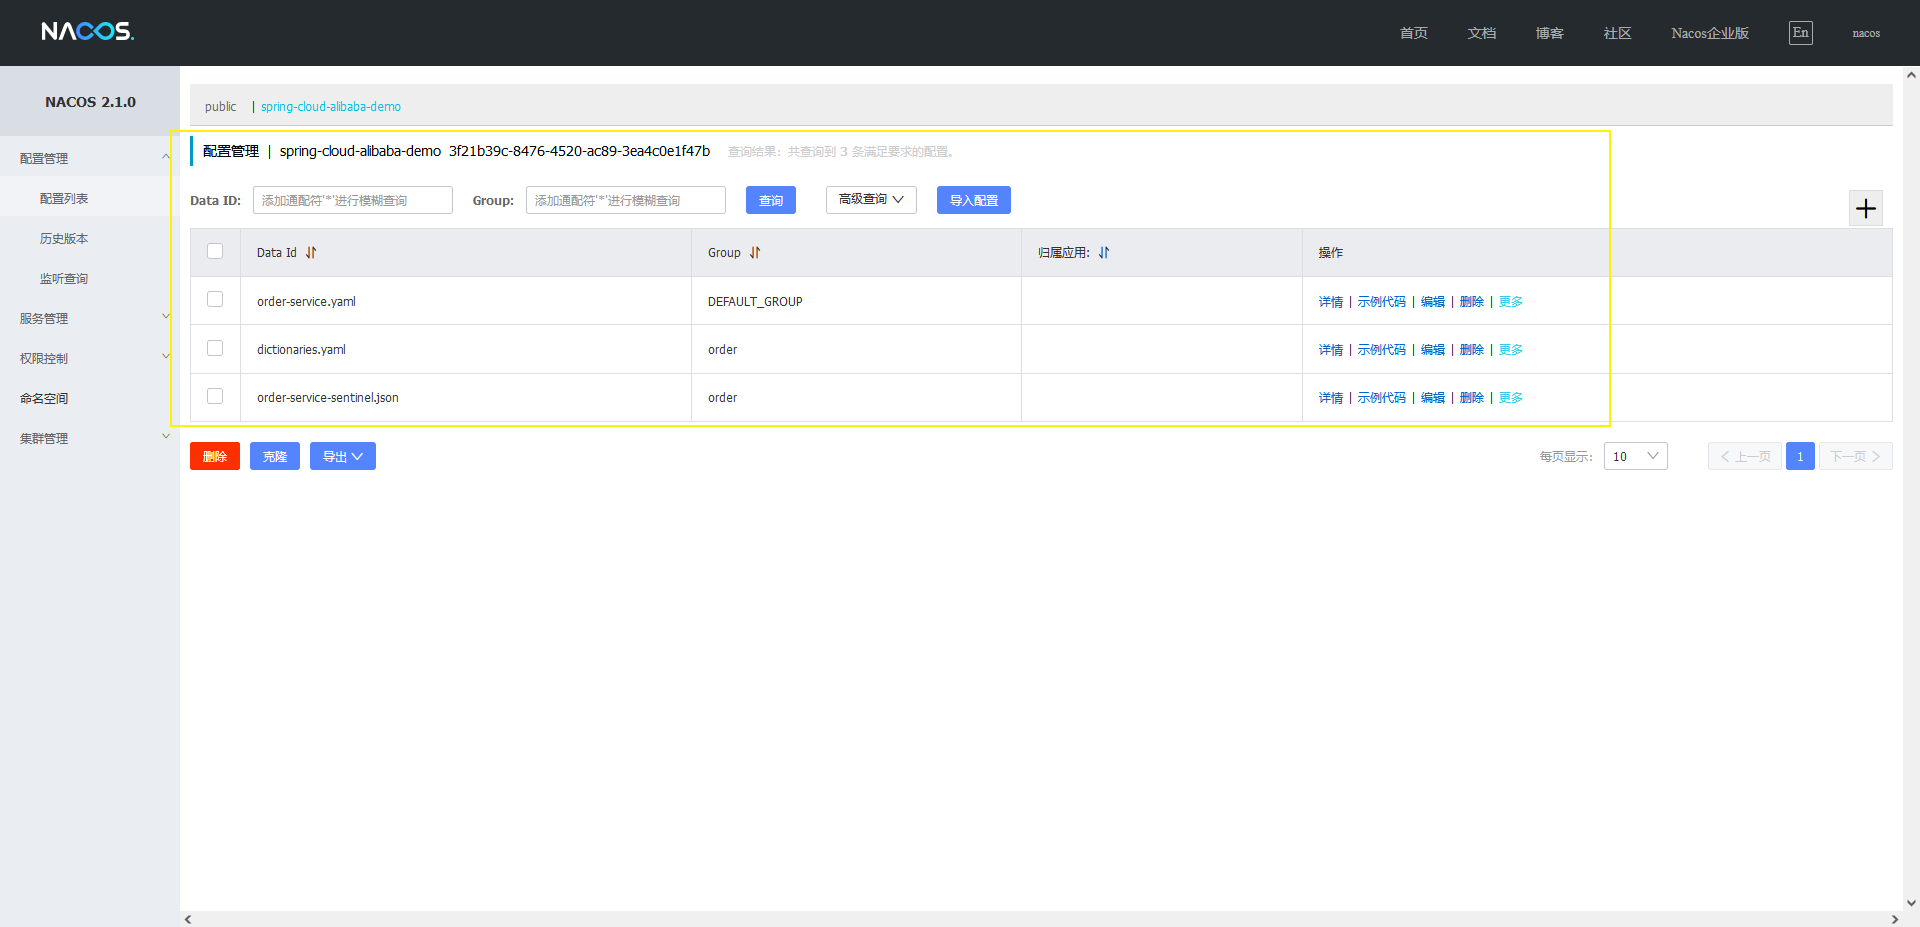 NACOS.
首页 文档 博客 社区 Nacos企业版 En nacos
NACOS 2.1.0
配置管理
配置列表
历史版本
监听查询
服务管理
权限控制
命名空间
集群管理
public | spring-cloud-alibaba-demo
配置管理 | spring-cloud-alibaba-demo 3f21b39c-8476-4520-ac89-3ea4c0e1f47b 查询结果：共查询到 3 条满足要求的配置。
Data ID: 添加通配符'*'进行模糊查询 Group: 添加通配符'*'进行模糊查询 查询 高级查询 导入配置
Data Id Group 归属应用: 操作
order-service.yaml DEFAULT_GROUP 详情 | 示例代码 | 编辑 | 删除 | 更多
dictionaries.yaml order 详情 | 示例代码 | 编辑 | 删除 | 更多
order-service-sentinel.json order 详情 | 示例代码 | 编辑 | 删除 | 更多
删除 克隆 导出 每页显示: 10 上一页 1 下一页